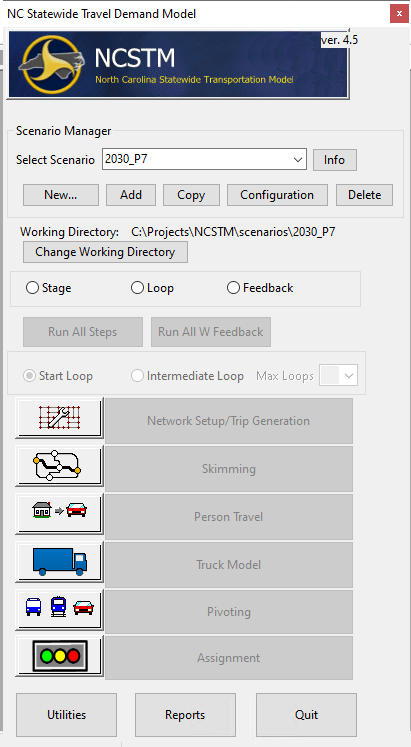 NC Statewide Travel Demand Model
x
NCSTM
ver. 4.5
North Carolina Statewide Transportation Model
Scenario Manager
Select Scenario 2030_P7 Info
New... Add Copy Configuration Delete
Working Directory: C:\Projects\NCSTM\scenarios\2030_P7
Change Working Directory
Stage Loop Feedback
Run All Steps Run All W Feedback
Start Loop Intermediate Loop Max Loops
Network Setup/Trip Generation
Skimming
Person Travel
Truck Model
Pivoting
Assignment
Utilities Reports Quit